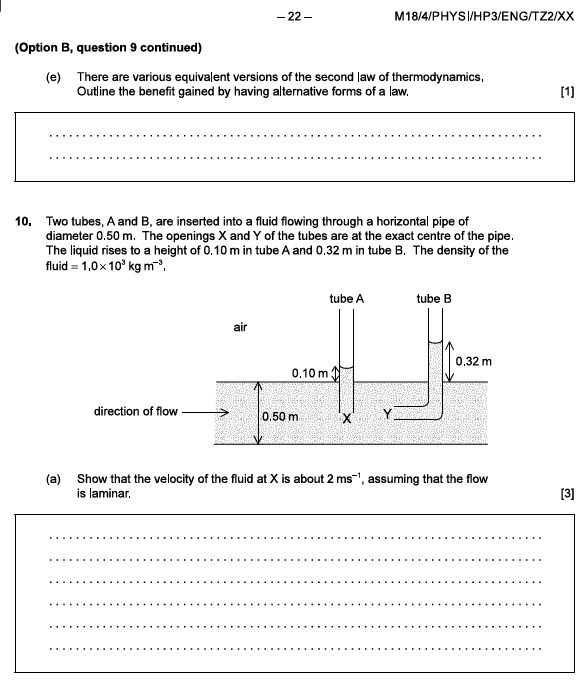 – 22 –
M18/4/PHYSI/HP3/ENG/TZ2/XX
(Option B, question 9 continued)
(e) There are various equivalent versions of the second law of thermodynamics.
Outline the benefit gained by having alternative forms of a law. [1]
10. Two tubes, A and B, are inserted into a fluid flowing through a horizontal pipe of
diameter 0.50 m. The openings X and Y of the tubes are at the exact centre of the pipe.
The liquid rises to a height of 0.10 m in tube A and 0.32 m in tube B. The density of the
fluid = 1.0 × 10³ kg m⁻³.
tube A
tube B
air
0.32 m
0.10 m
direction of flow
0.50 m
X
Y
(a) Show that the velocity of the fluid at X is about 2 ms⁻¹, assuming that the flow
is laminar. [3]